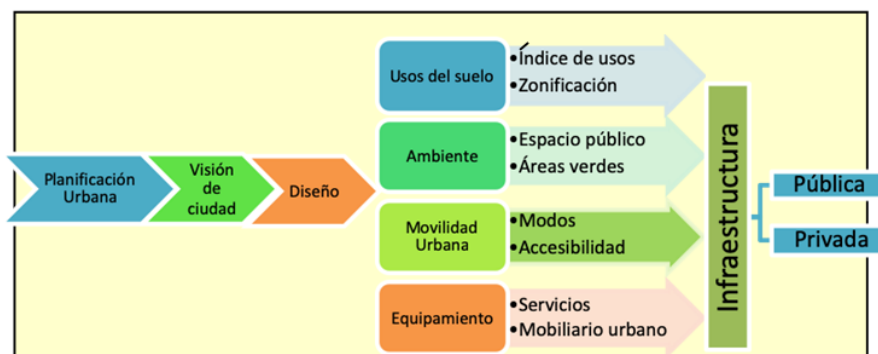 Planificación
Urbana
Visión
de
ciudad
Diseño
Usos del suelo
•Índice de usos
•Zonificación
Ambiente
•Espacio público
•Áreas verdes
Movilidad
Urbana
•Modos
•Accesibilidad
Equipamiento
•Servicios
•Mobiliario urbano
Infraestructura
Pública
Privada